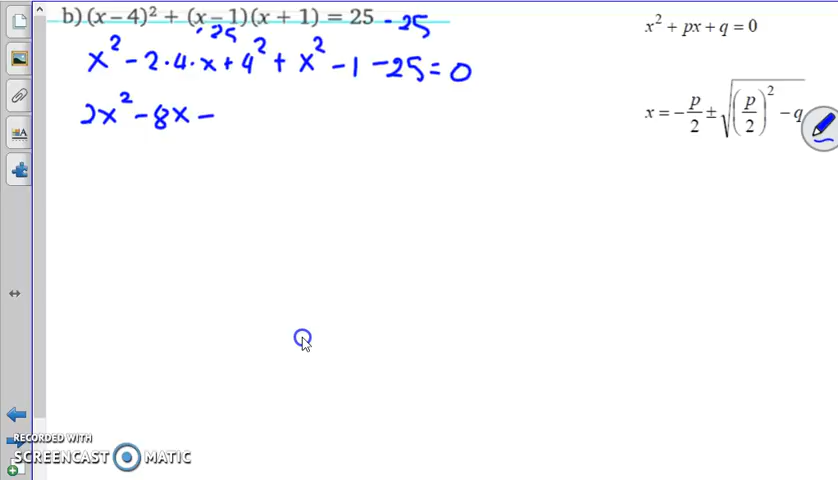 b) (x – 4)² + (x – 1)(x + 1) = 25 - 25
- 25
x² - 2·4·x + 4² + x² - 1 - 25 = 0
2x² - 8x -
x² + px + q = 0
x = -p/2 ± √((p/2)² - q)
RECORDED WITH
SCREENCAST MATIC